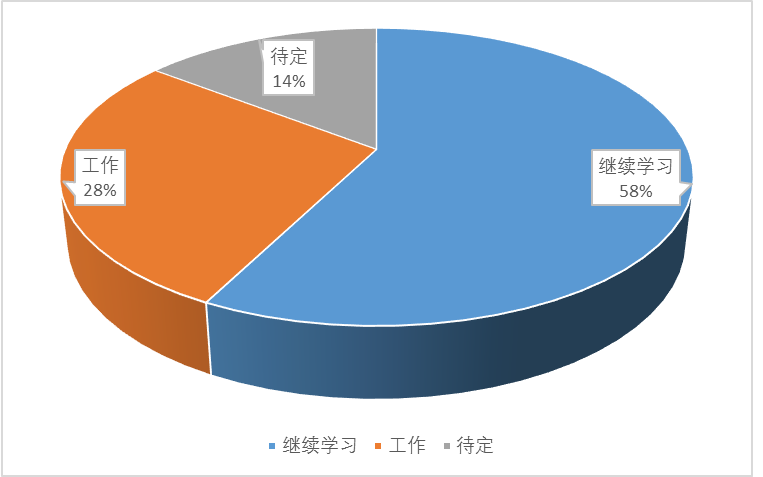 待定
14%
工作
28%
继续学习
58%
继续学习 工作 待定